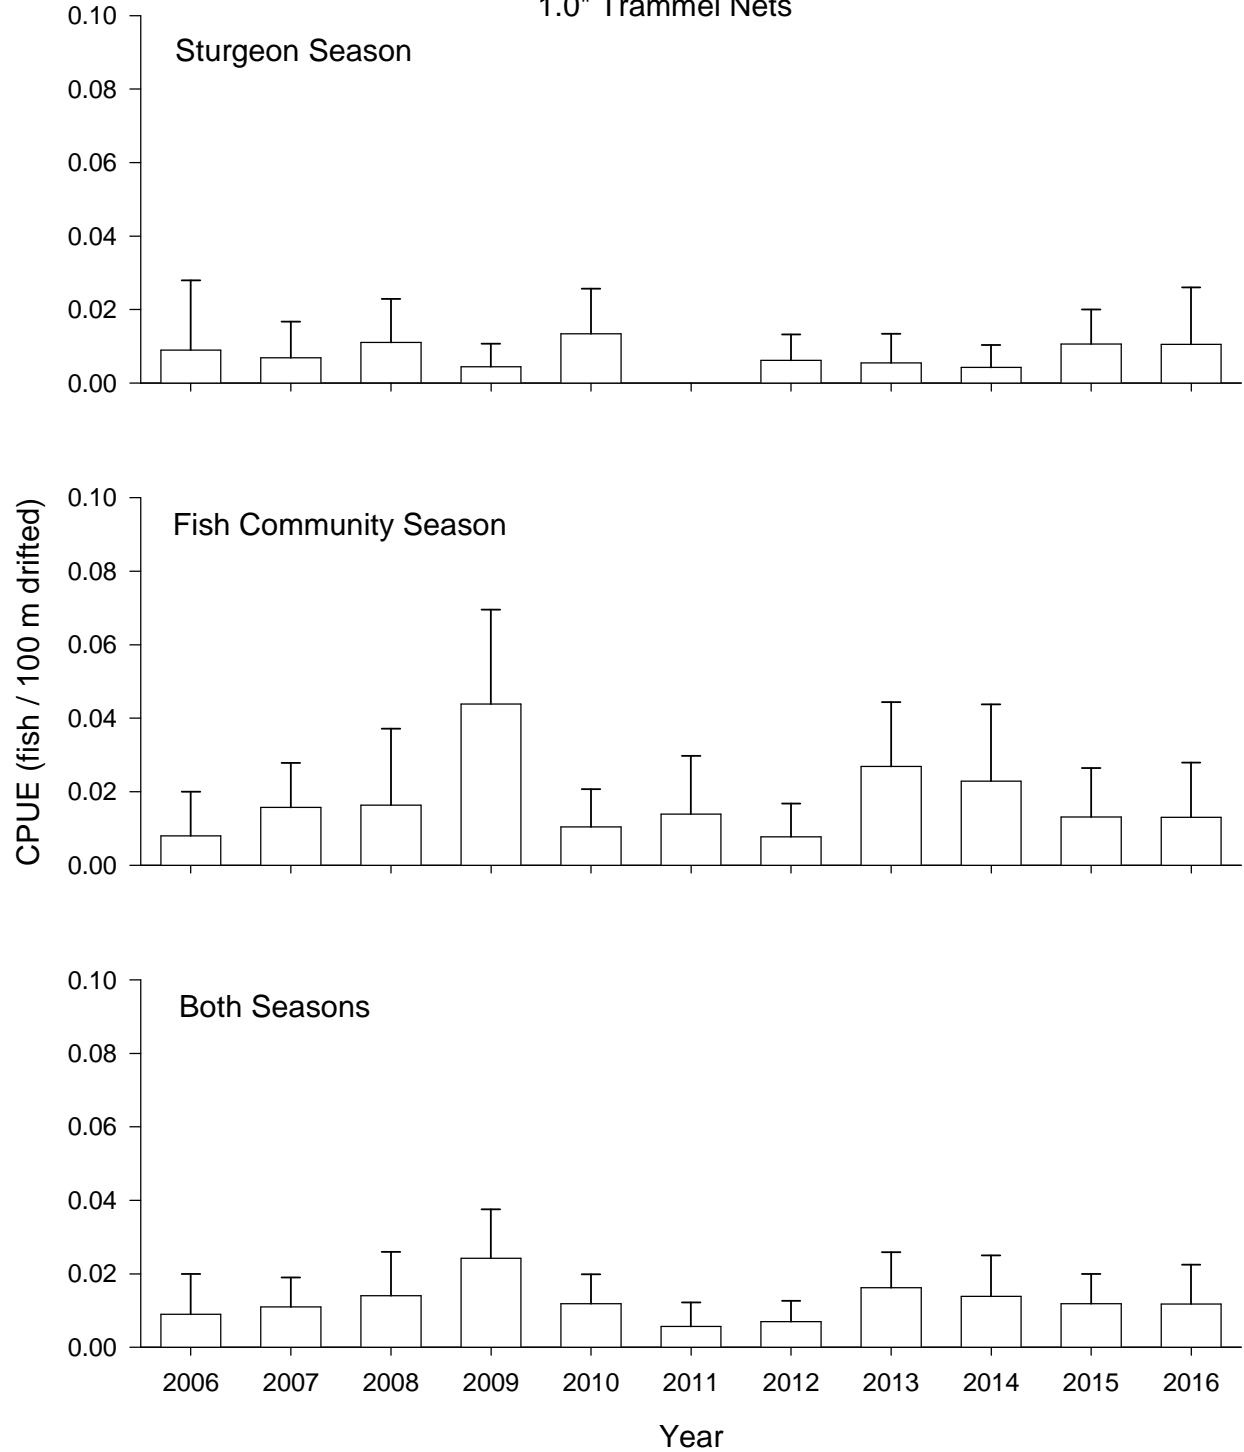 1.0" Trammel Nets
0.10
Sturgeon Season
0.08
0.06
0.04
0.02
0.00
0.10
Fish Community Season
0.08
0.06
0.04
0.02
0.00
CPUE (fish / 100 m drifted)
0.10
Both Seasons
0.08
0.06
0.04
0.02
0.00
2006 2007 2008 2009 2010 2011 2012 2013 2014 2015 2016
Year